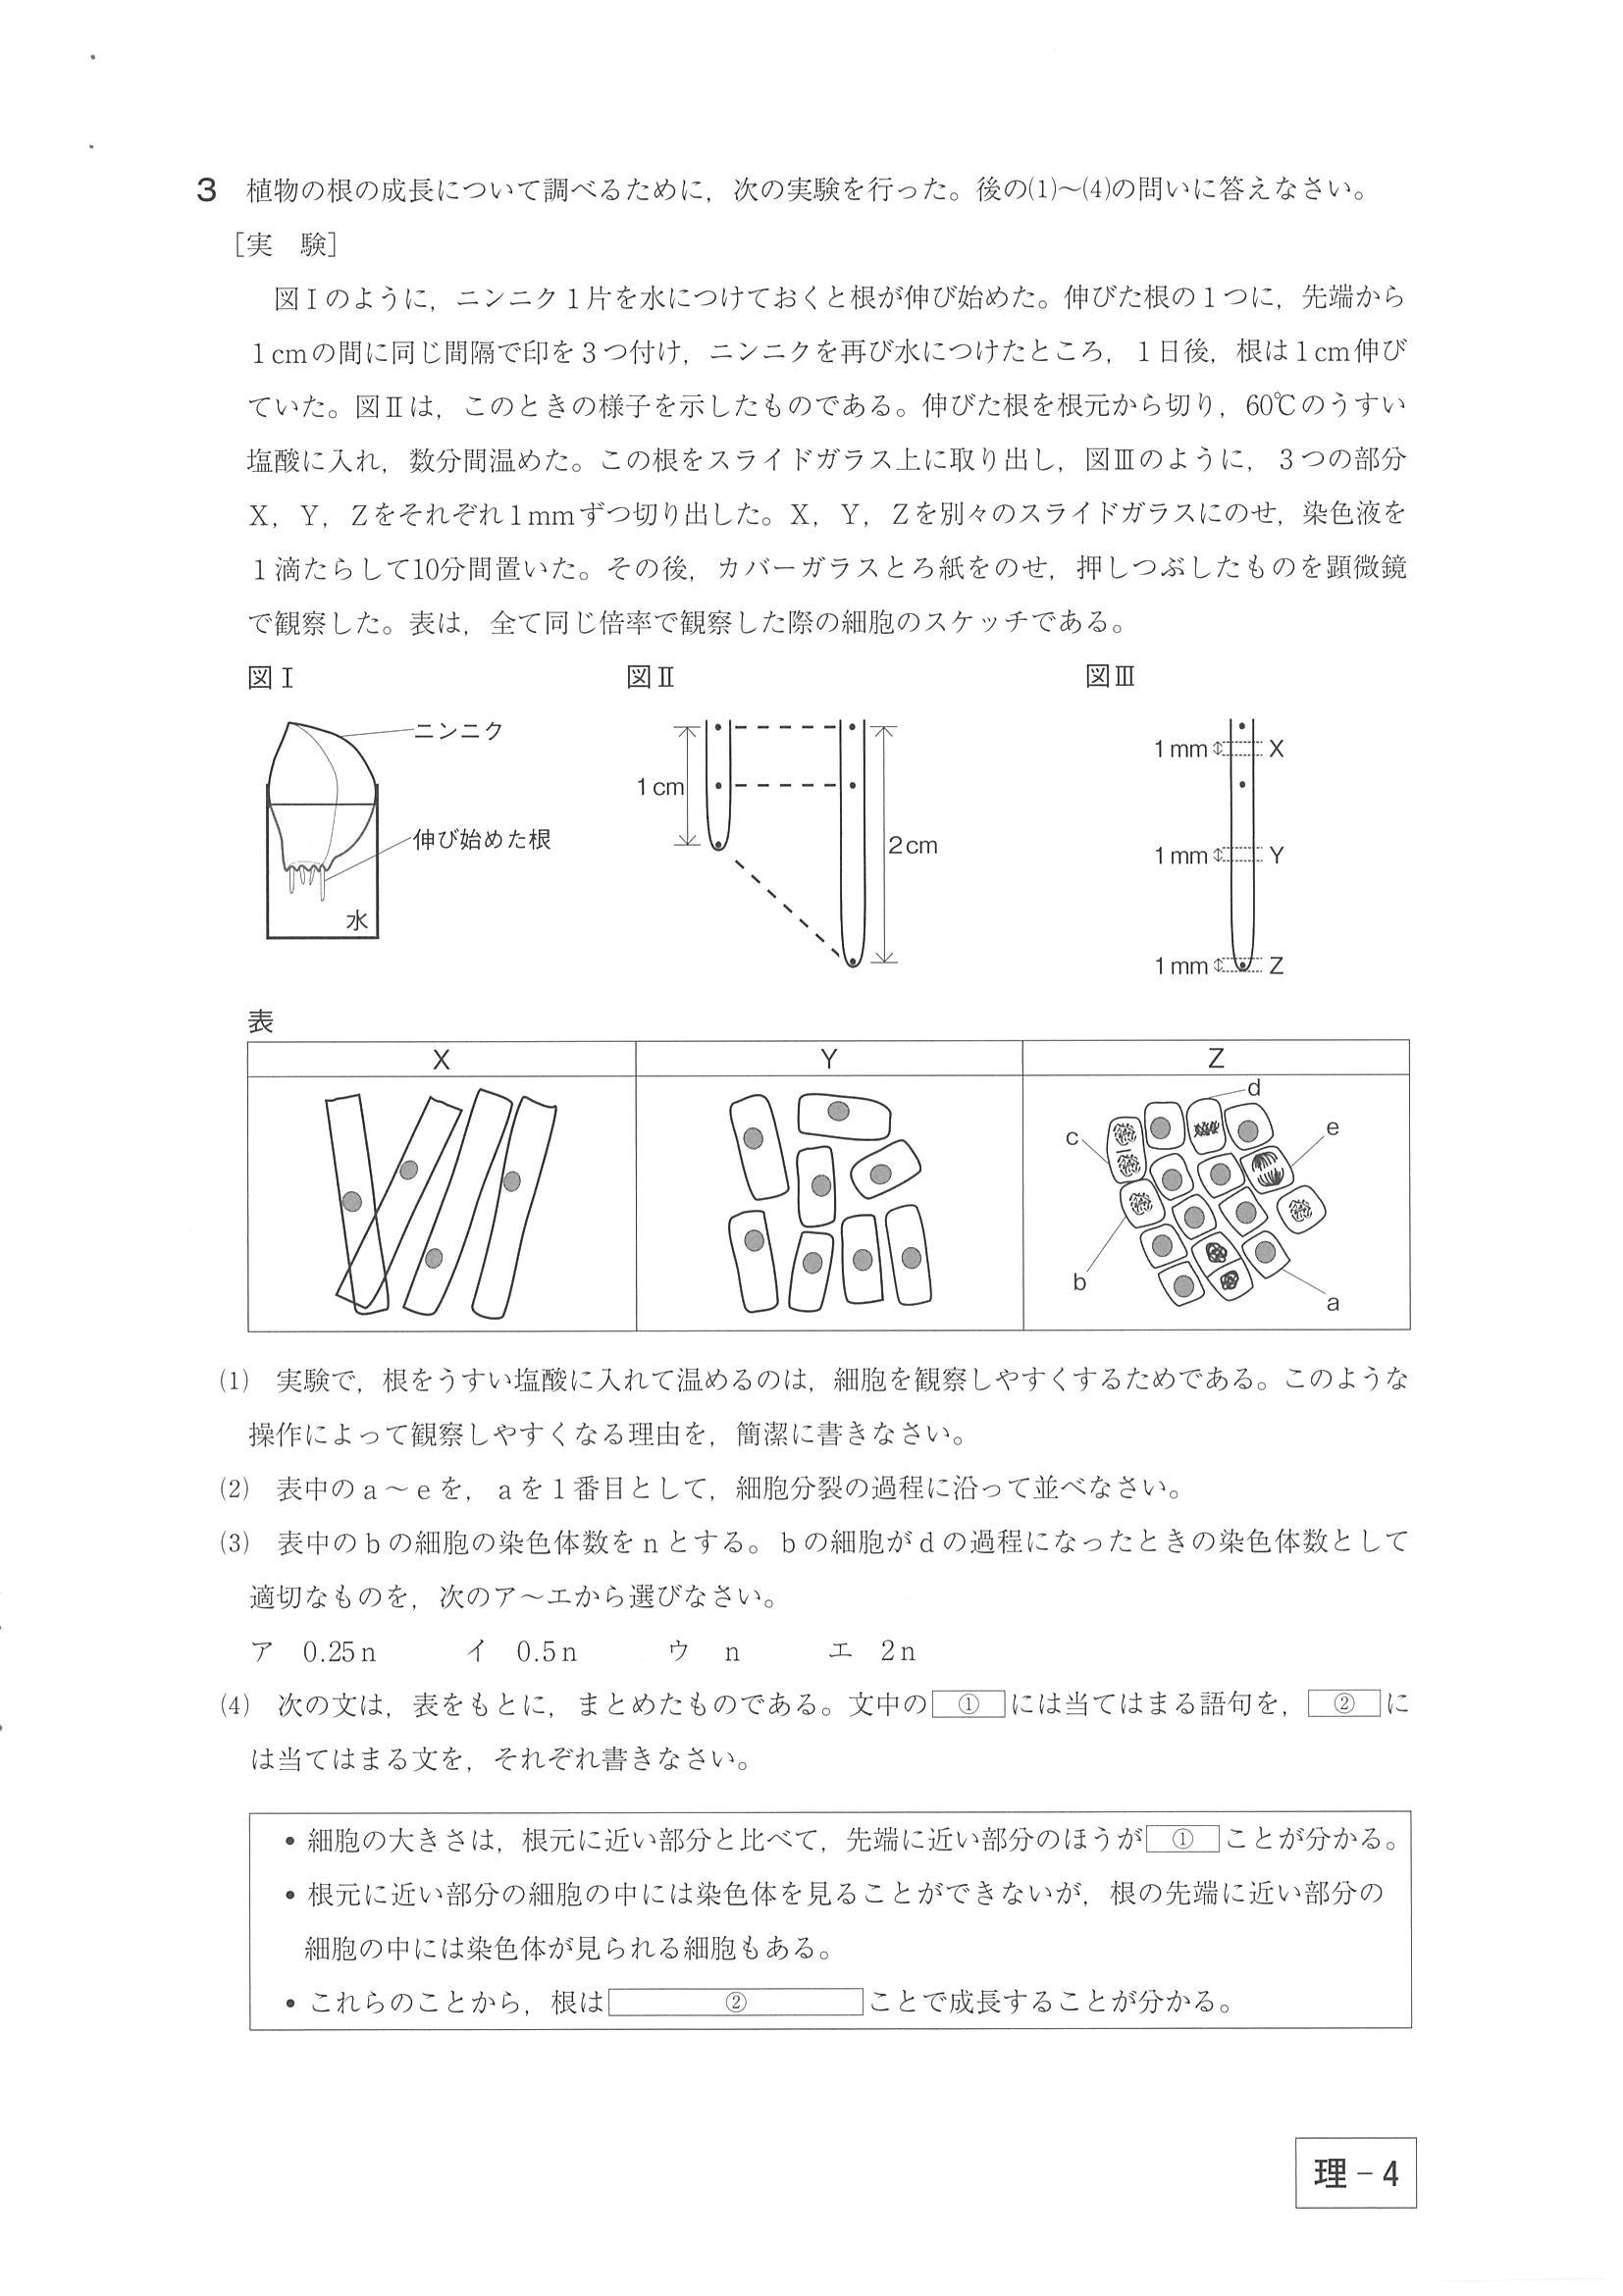 3　植物の根の成長について調べるために，次の実験を行った。後の⑴～⑷の問いに答えなさい。
［実　験］
図Ⅰのように，ニンニク１片を水につけておくと根が伸び始めた。伸びた根の１つに，先端から
１cmの間に同じ間隔で印を３つ付け，ニンニクを再び水につけたところ，１日後，根は１cm伸び
ていた。図Ⅱは，このときの様子を示したものである。伸びた根を根元から切り，60℃のうすい
塩酸に入れ，数分間温めた。この根をスライドガラス上に取り出し，図Ⅲのように，３つの部分
Ｘ，Ｙ，Ｚをそれぞれ１mmずつ切り出した。Ｘ，Ｙ，Ｚを別々のスライドガラスにのせ，染色液を
１滴たらして10分間置いた。その後，カバーガラスとろ紙をのせ，押しつぶしたものを顕微鏡
で観察した。表は，全て同じ倍率で観察した際の細胞のスケッチである。
図Ⅰ　図Ⅱ　図Ⅲ
ニンニク
伸び始めた根
水
1cm
2cm
1mm X
1mm Y
1mm Z
表
X　Y　Z
d
c
e
b
a
⑴　実験で，根をうすい塩酸に入れて温めるのは，細胞を観察しやすくするためである。このような
操作によって観察しやすくなる理由を，簡潔に書きなさい。
⑵　表中のａ～ｅを，ａを１番目として，細胞分裂の過程に沿って並べなさい。
⑶　表中のｂの細胞の染色体数をｎとする。ｂの細胞がｄの過程になったときの染色体数として
適切なものを，次のア～エから選びなさい。
ア　0.25ｎ　イ　0.5ｎ　ウ　ｎ　エ　2ｎ
⑷　次の文は，表をもとに，まとめたものである。文中の①には当てはまる語句を，②に
は当てはまる文を，それぞれ書きなさい。
• 細胞の大きさは，根元に近い部分と比べて，先端に近い部分のほうが①ことが分かる。
• 根元に近い部分の細胞の中には染色体を見ることができないが，根の先端に近い部分の
細胞の中には染色体が見られる細胞もある。
• これらのことから，根は②ことで成長することが分かる。
理－4